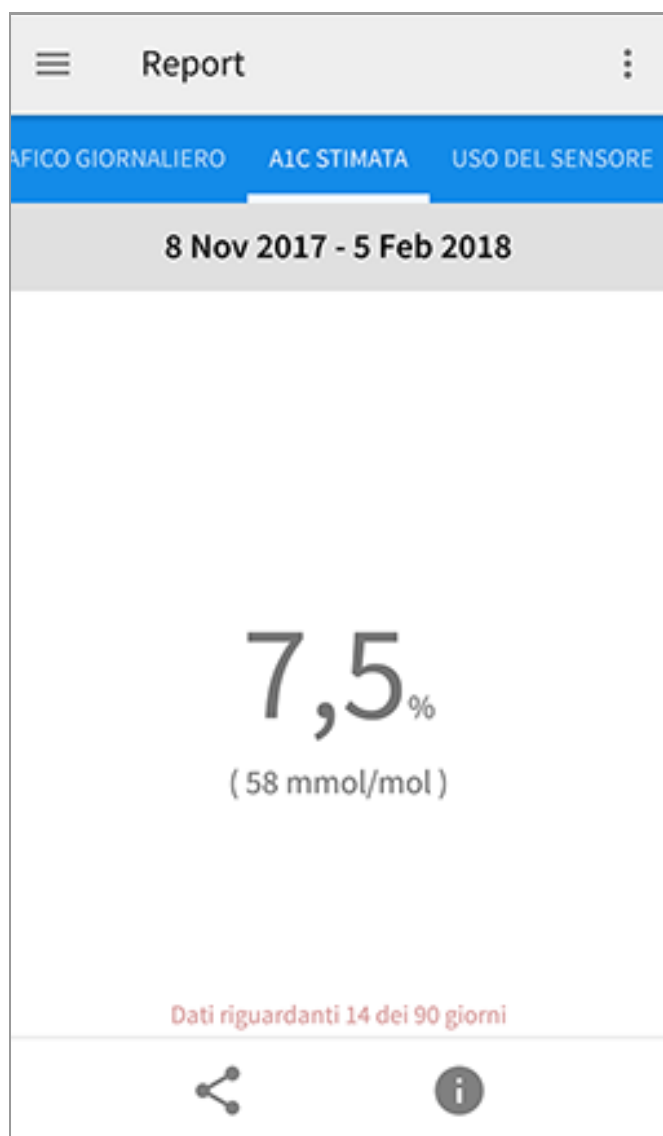 Report
AFICO GIORNALIERO A1C STIMATA USO DEL SENSORE
8 Nov 2017 - 5 Feb 2018
7,5%
( 58 mmol/mol )
Dati riguardanti 14 dei 90 giorni